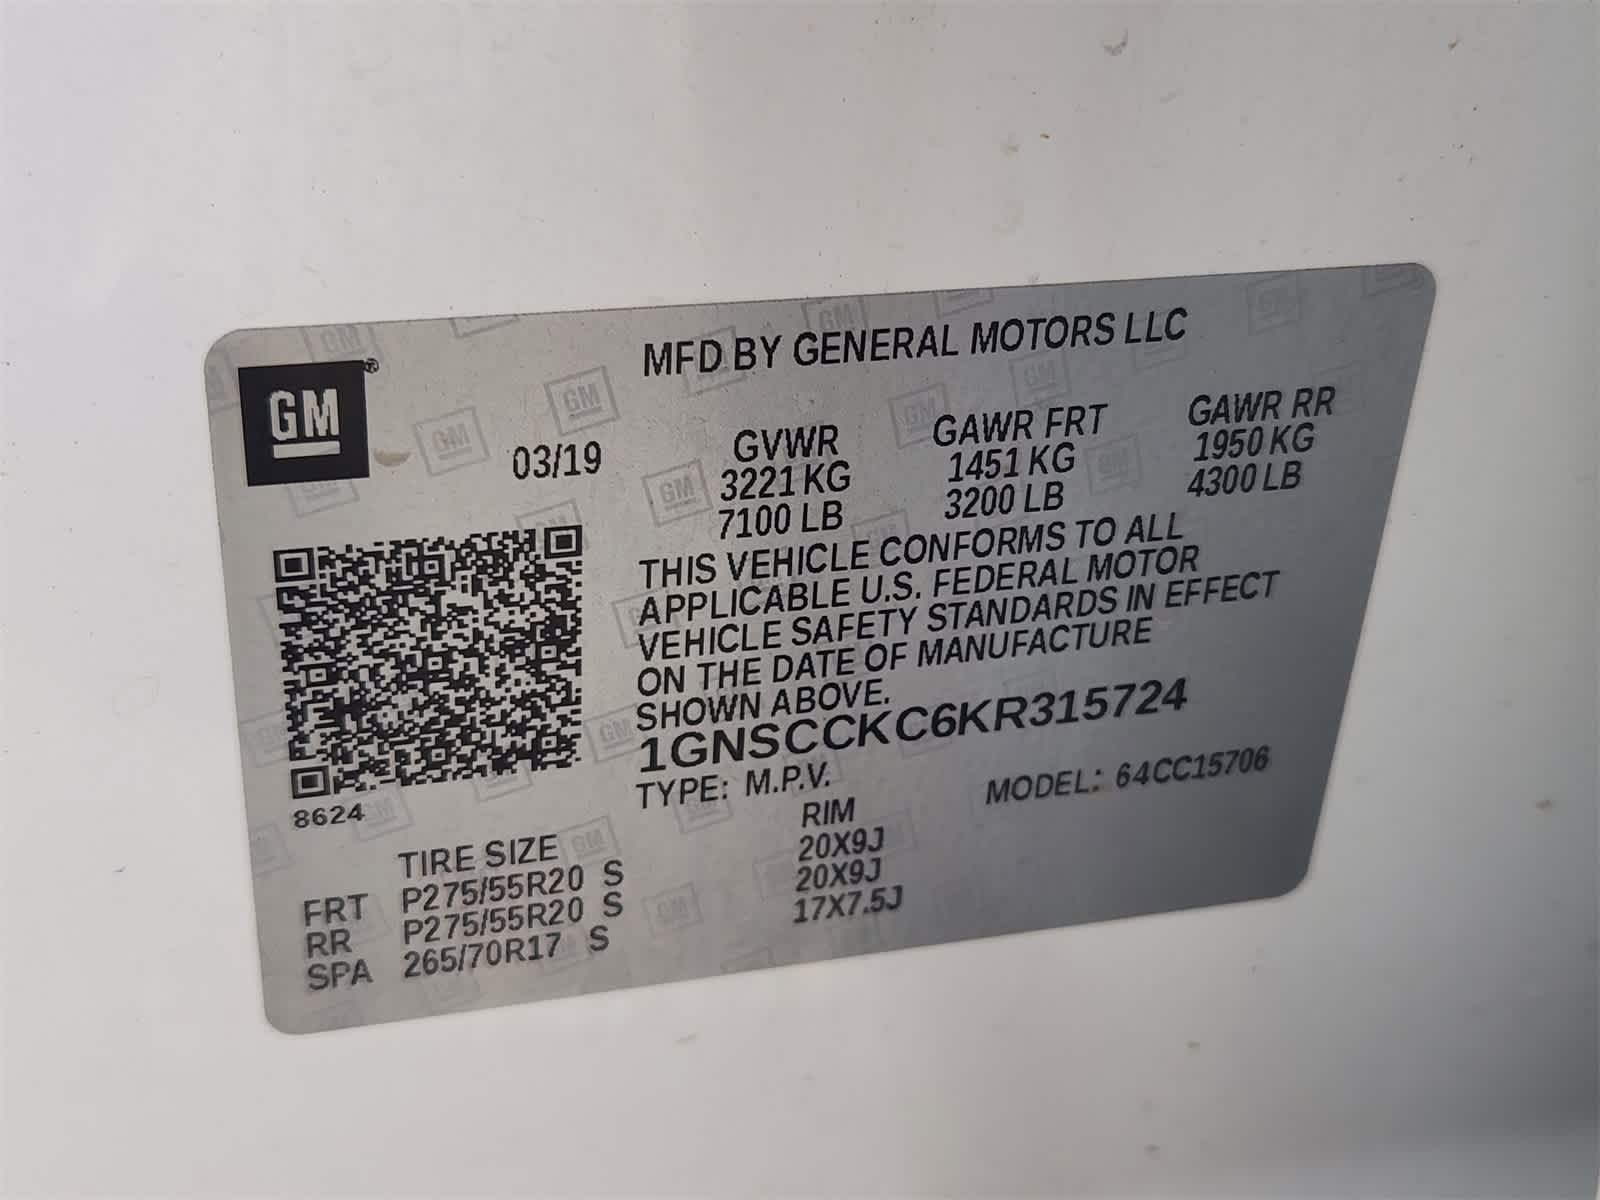 GM®
MFD BY GENERAL MOTORS LLC
03/19 GVWR GAWR FRT GAWR RR
3221 KG 1451 KG 1950 KG
7100 LB 3200 LB 4300 LB
THIS VEHICLE CONFORMS TO ALL
APPLICABLE U.S. FEDERAL MOTOR
VEHICLE SAFETY STANDARDS IN EFFECT
ON THE DATE OF MANUFACTURE
SHOWN ABOVE.
1GNSCCKC6KR315724
TYPE: M.P.V. MODEL: 64CC15706
8624
TIRE SIZE RIM
FRT P275/55R20 S 20X9J
RR P275/55R20 S 20X9J
SPA 265/70R17 S 17X7.5J